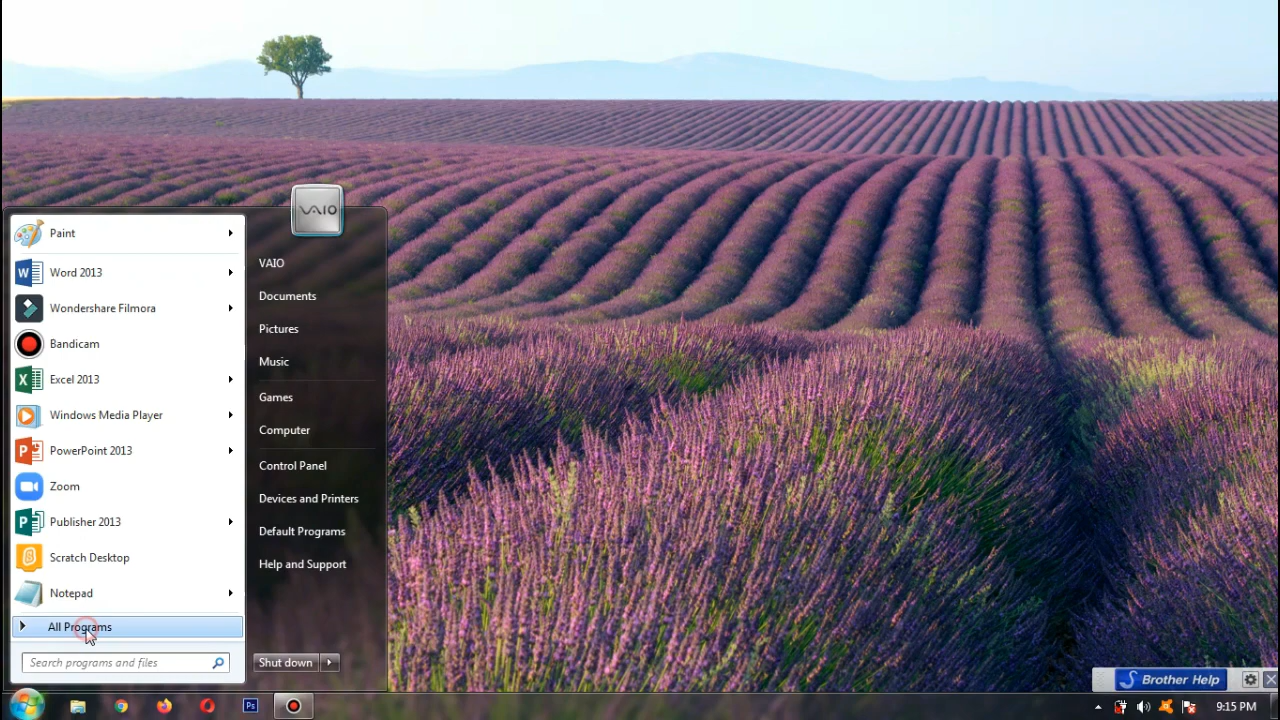 VAIO
Paint
Word 2013
Wondershare Filmora
Bandicam
Excel 2013
Windows Media Player
PowerPoint 2013
Zoom
Publisher 2013
Scratch Desktop
Notepad
All Programs
Search programs and files
VAIO
Documents
Pictures
Music
Games
Computer
Control Panel
Devices and Printers
Default Programs
Help and Support
Shut down
Brother Help
Ps
9:15 PM